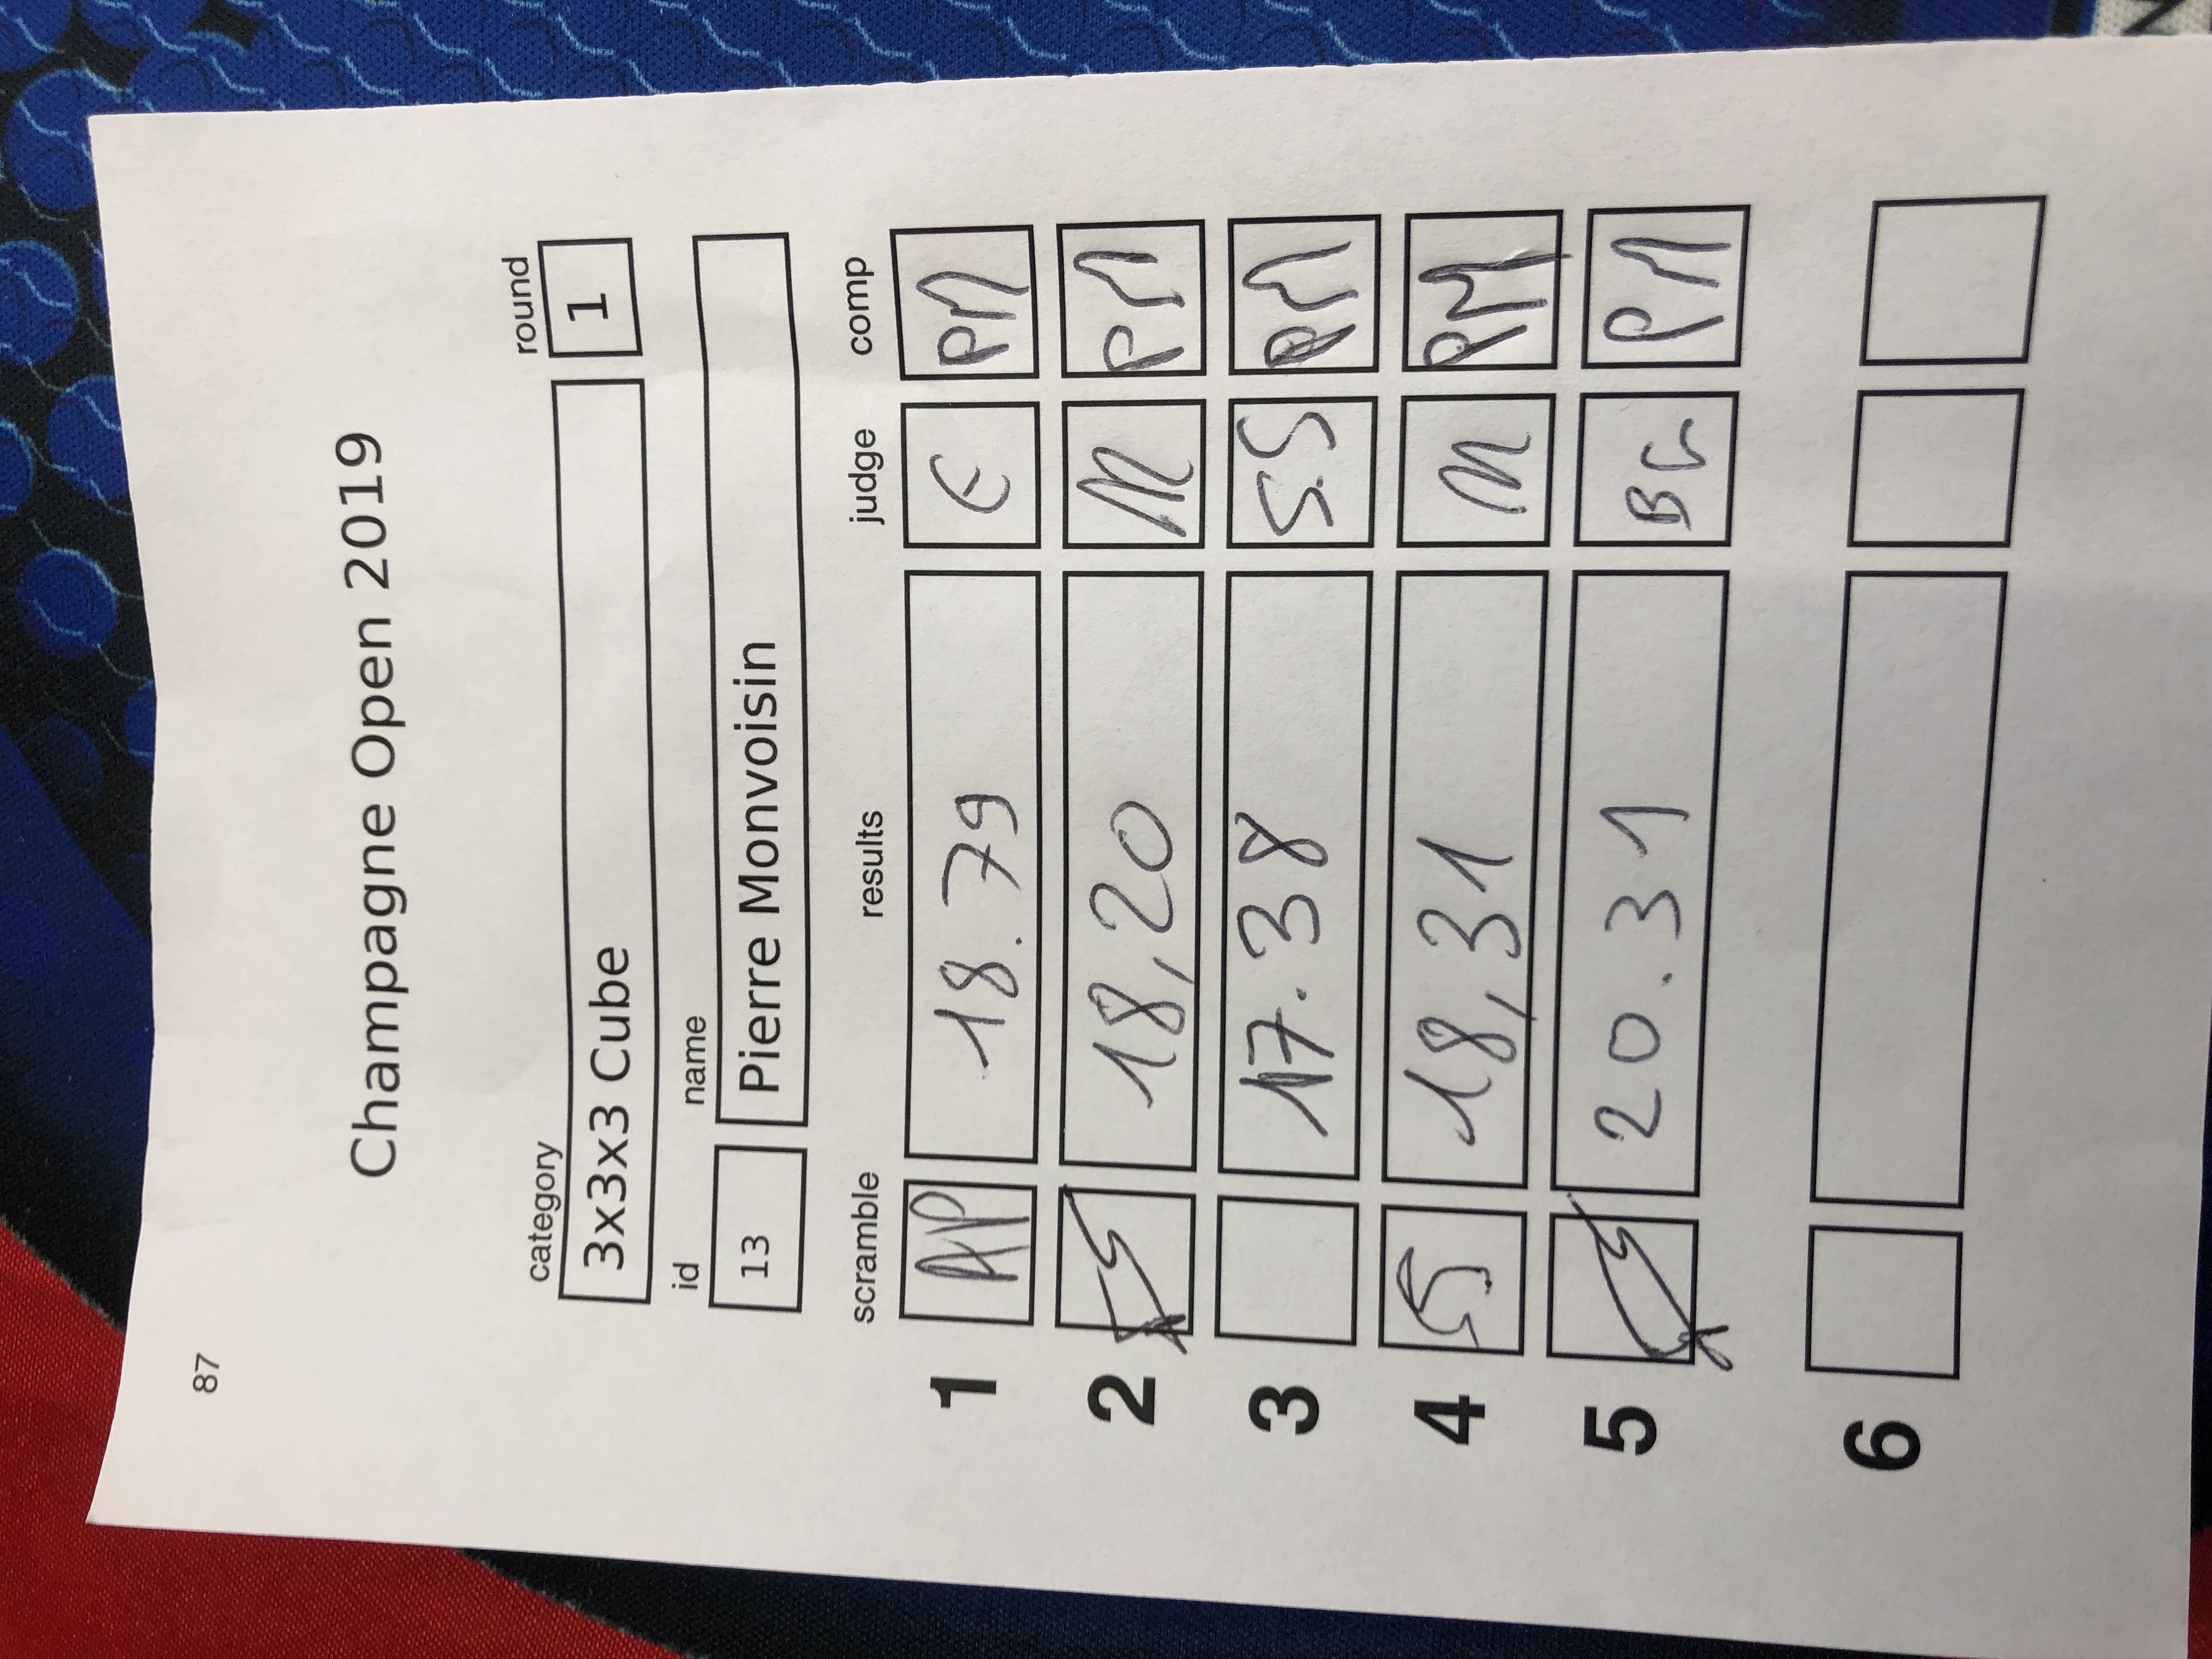 87
Champagne Open 2019
category round
3x3x3 Cube 1
id name
13 Pierre Monvoisin
scramble results judge comp
1 AP 18.79 E PM
2 18,20 M PM
3 17.38 S.S PM
4 18,31 M PM
5 20.31 BG PM
6